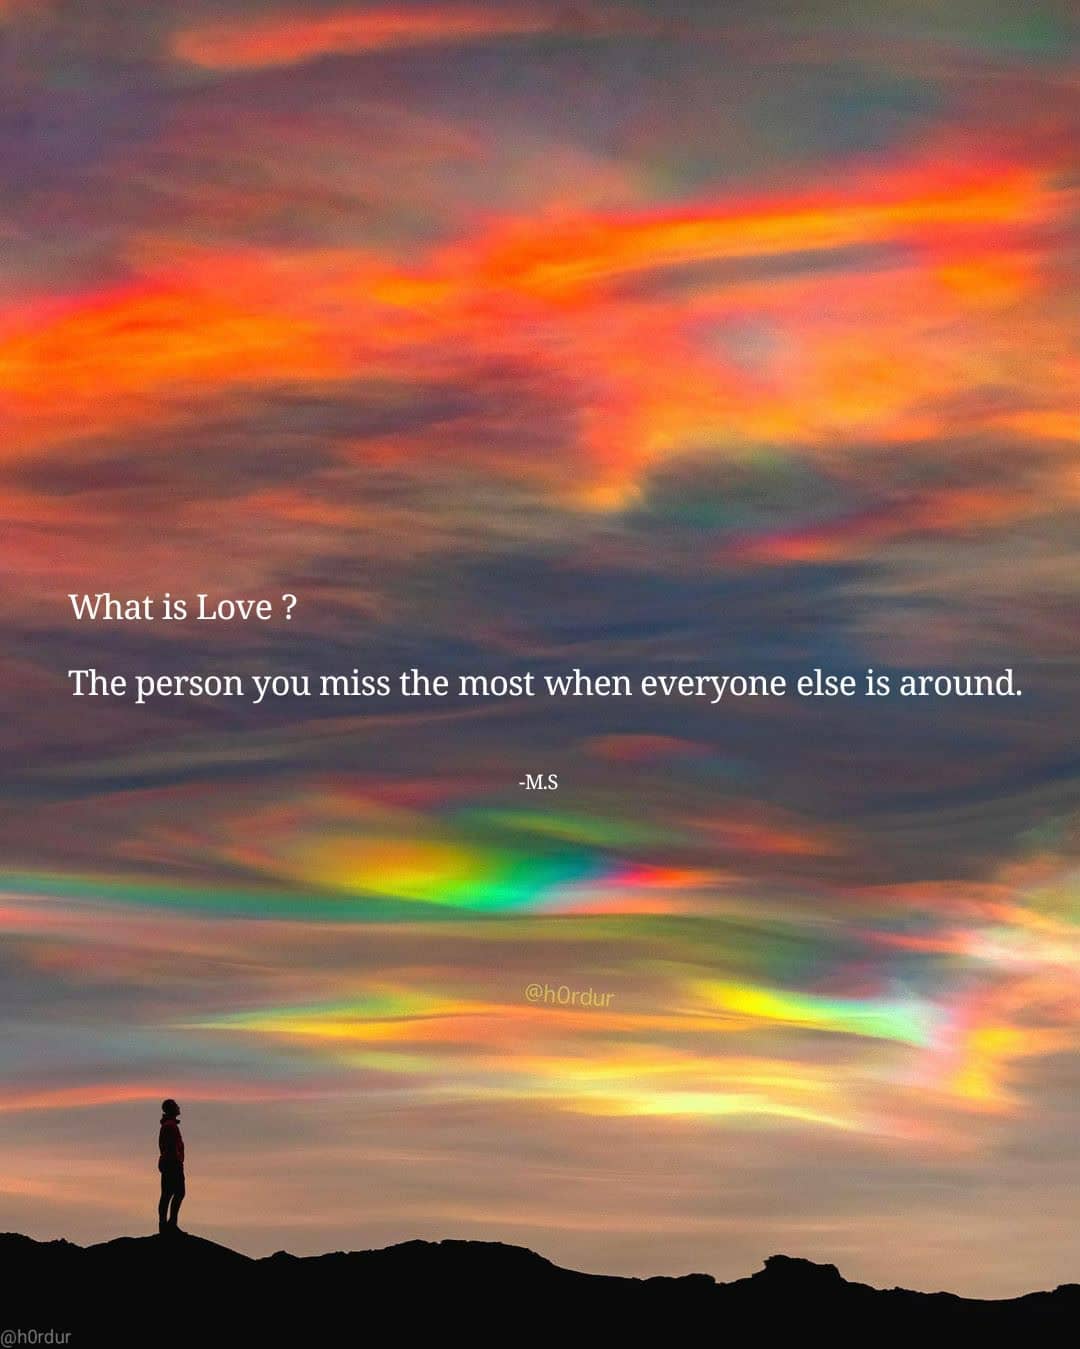 What is Love ?
The person you miss the most when everyone else is around.
-M.S
@h0rdur
@h0rdur